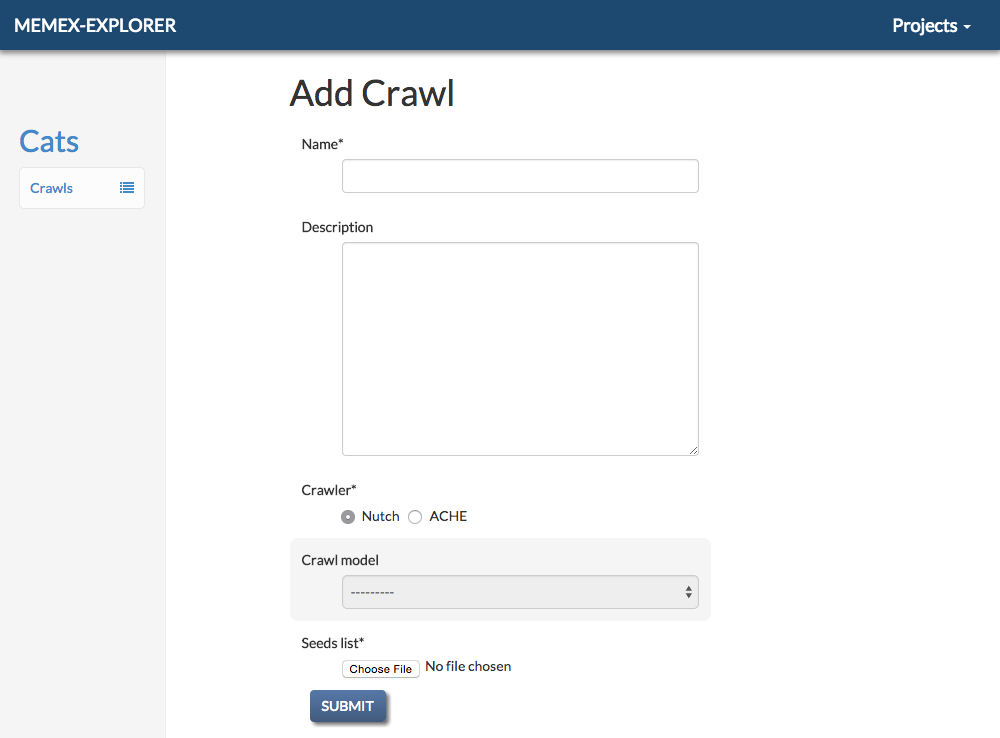 MEMEX-EXPLORER
Projects
Cats
Crawls
Add Crawl
Name*
Description
Crawler*
Nutch ACHE
Crawl model
---------
Seeds list*
Choose File No file chosen
SUBMIT